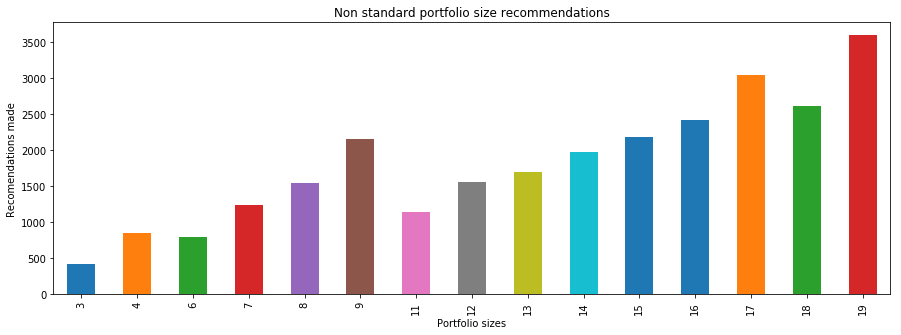 Non standard portfolio size recommendations
Recomendations made
3500
3000
2500
2000
1500
1000
500
0
3 4 6 7 8 9 11 12 13 14 15 16 17 18 19
Portfolio sizes